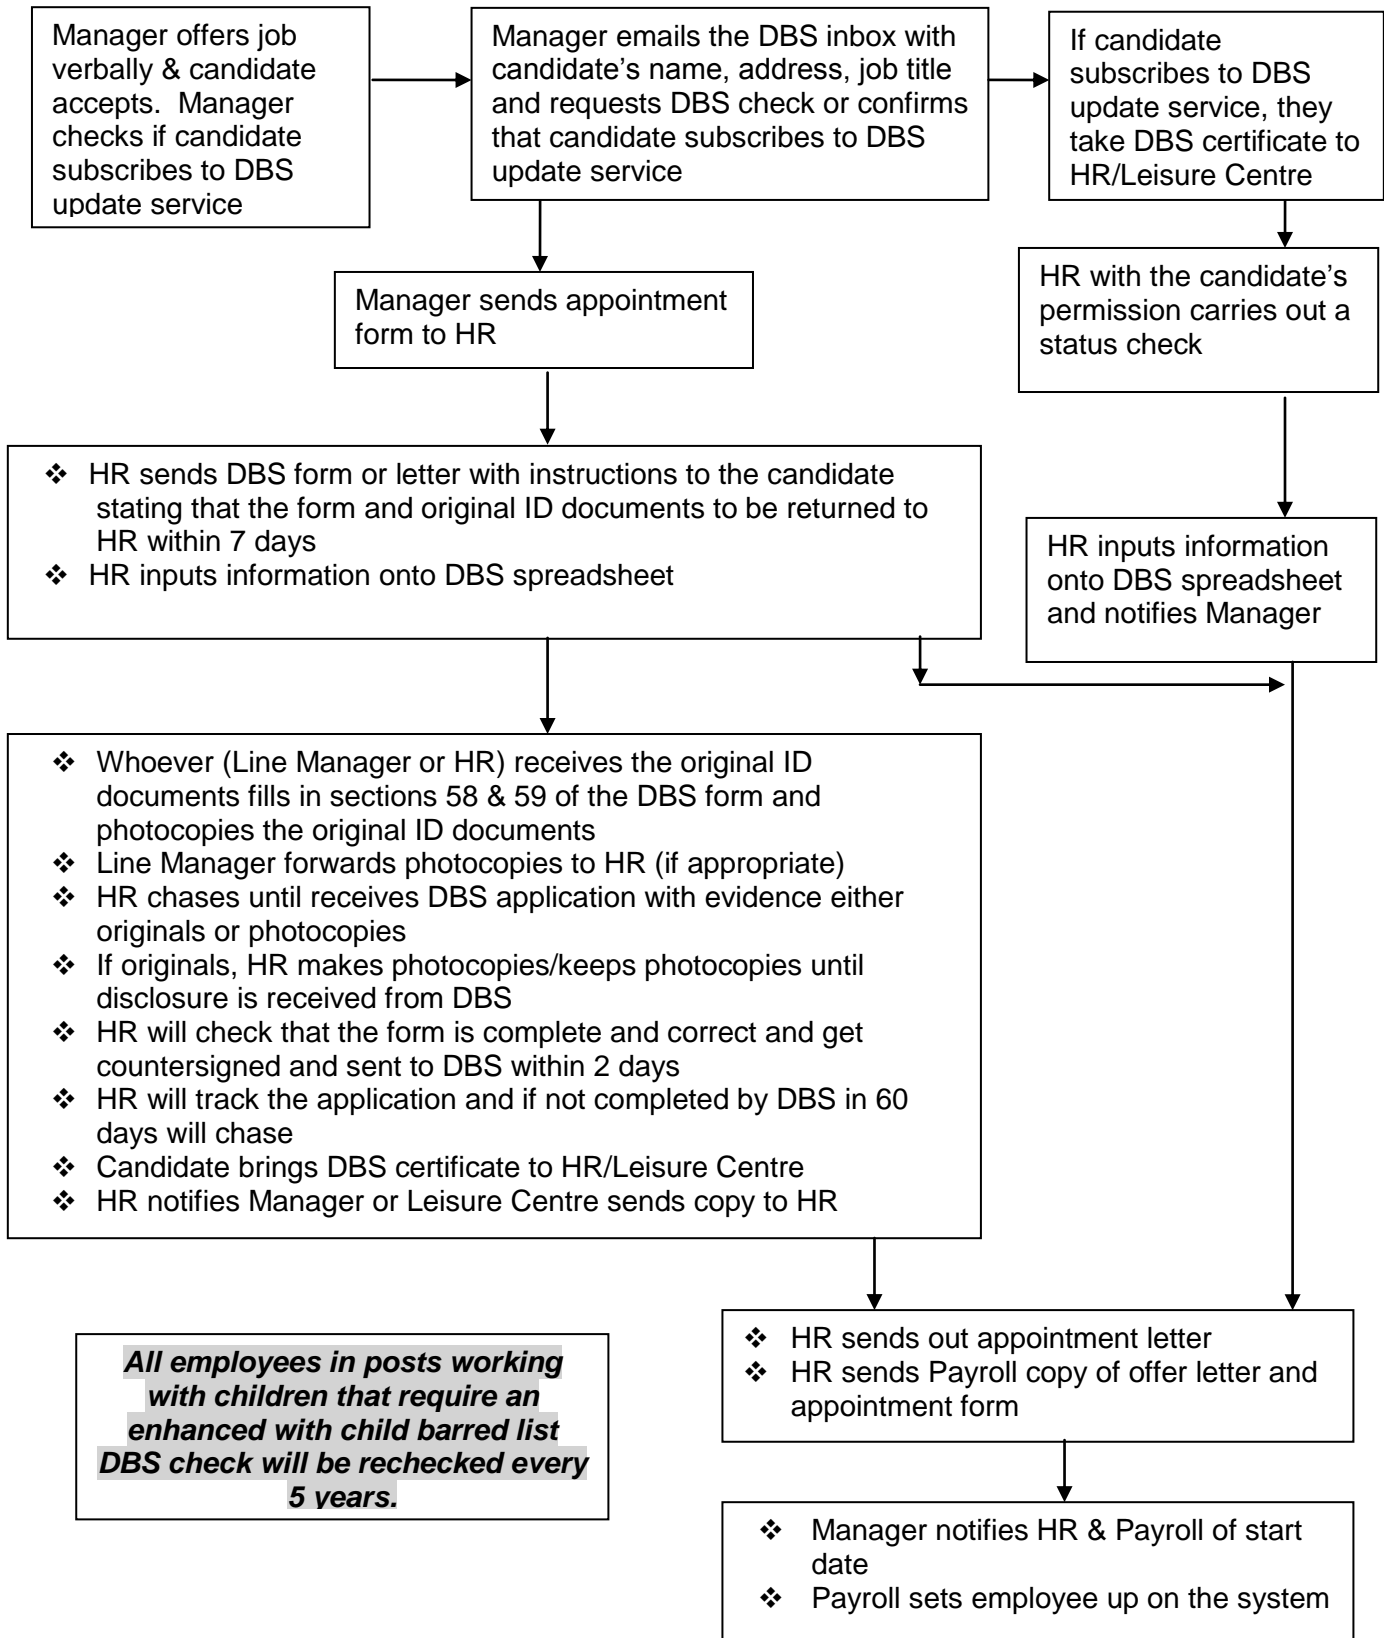 Manager offers job
verbally & candidate
accepts.  Manager
checks if candidate
subscribes to DBS
update service
Manager emails the DBS inbox with
candidate’s name, address, job title
and requests DBS check or confirms
that candidate subscribes to DBS
update service
If candidate
subscribes to DBS
update service, they
take DBS certificate to
HR/Leisure Centre
Manager sends appointment
form to HR
HR with the candidate’s
permission carries out a
status check
❖ HR sends DBS form or letter with instructions to the candidate
stating that the form and original ID documents to be returned to
HR within 7 days
❖ HR inputs information onto DBS spreadsheet
HR inputs information
onto DBS spreadsheet
and notifies Manager
❖ Whoever (Line Manager or HR) receives the original ID
documents fills in sections 58 & 59 of the DBS form and
photocopies the original ID documents
❖ Line Manager forwards photocopies to HR (if appropriate)
❖ HR chases until receives DBS application with evidence either
originals or photocopies
❖ If originals, HR makes photocopies/keeps photocopies until
disclosure is received from DBS
❖ HR will check that the form is complete and correct and get
countersigned and sent to DBS within 2 days
❖ HR will track the application and if not completed by DBS in 60
days will chase
❖ Candidate brings DBS certificate to HR/Leisure Centre
❖ HR notifies Manager or Leisure Centre sends copy to HR
All employees in posts working
with children that require an
enhanced with child barred list
DBS check will be rechecked every
5 years.
❖ HR sends out appointment letter
❖ HR sends Payroll copy of offer letter and
appointment form
❖ Manager notifies HR & Payroll of start
date
❖ Payroll sets employee up on the system